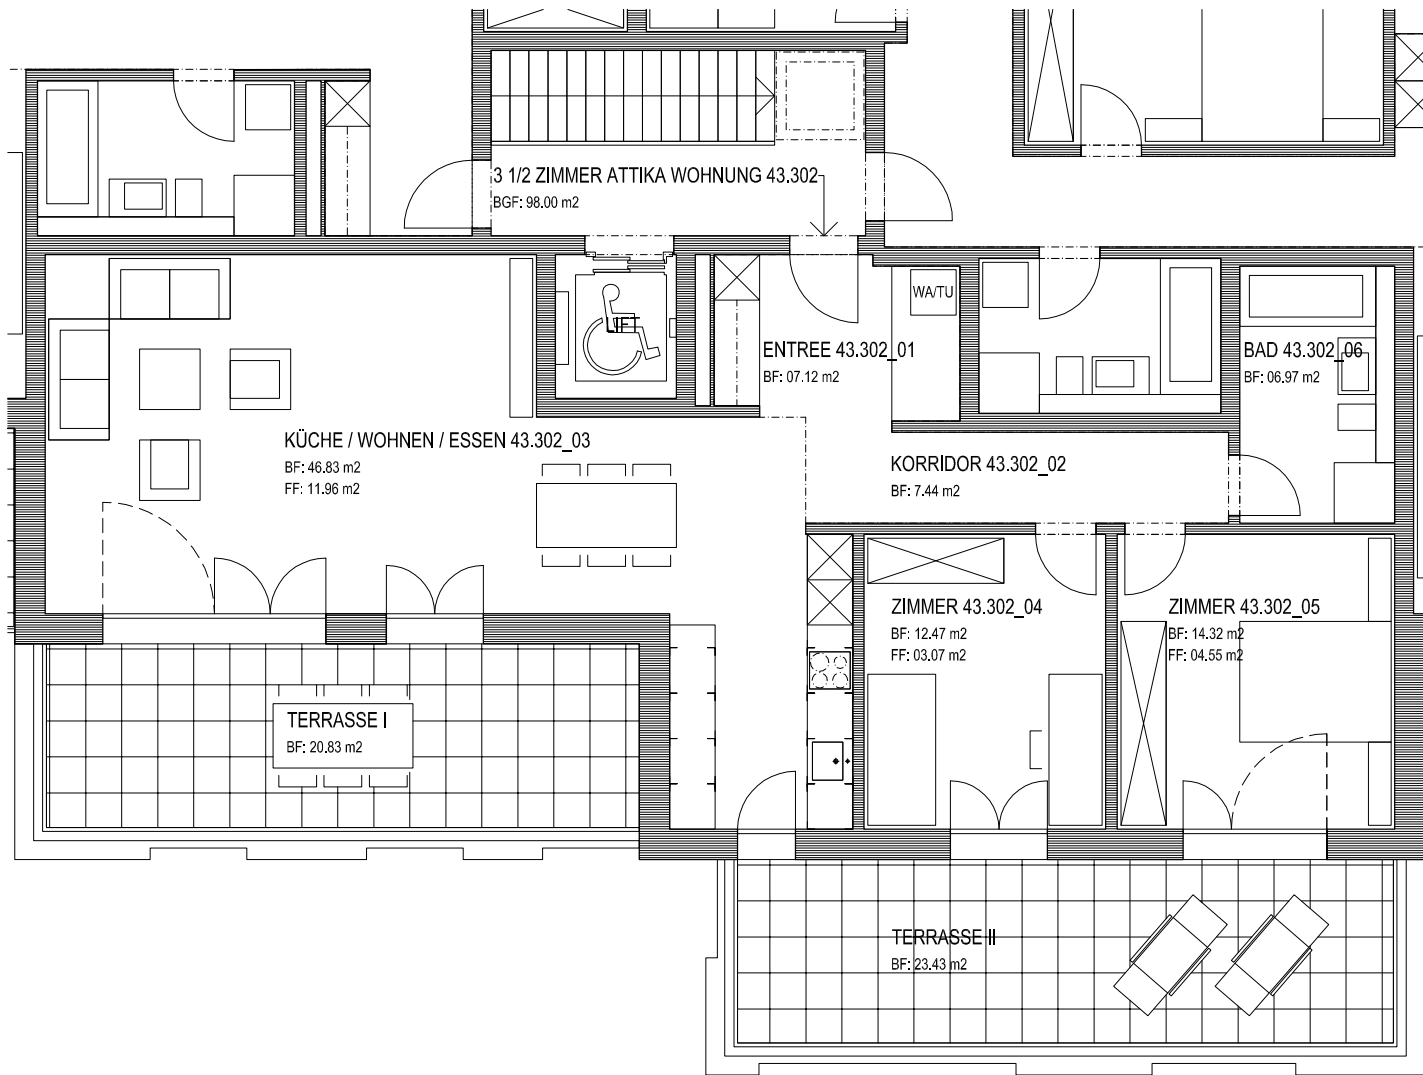 3 1/2 ZIMMER ATTIKA WOHNUNG 43.302
BGF: 98.00 m2
LIFT
WA/TU
ENTREE 43.302_01
BF: 07.12 m2
BAD 43.302_06
BF: 06.97 m2
KÜCHE / WOHNEN / ESSEN 43.302_03
BF: 46.83 m2
FF: 11.96 m2
KORRIDOR 43.302_02
BF: 7.44 m2
ZIMMER 43.302_04
BF: 12.47 m2
FF: 03.07 m2
ZIMMER 43.302_05
BF: 14.32 m2
FF: 04.55 m2
TERRASSE I
BF: 20.83 m2
TERRASSE II
BF: 23.43 m2